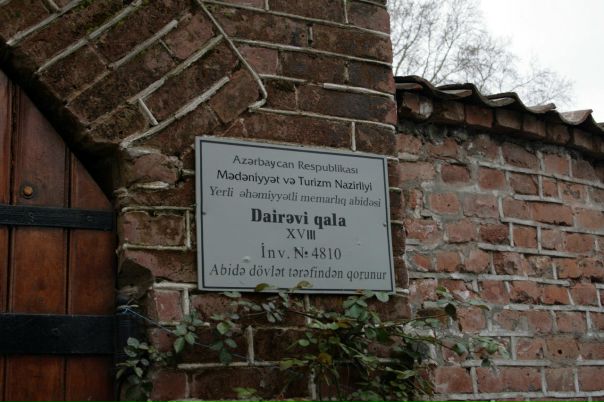 Azərbaycan Respublikası
Mədəniyyət və Turizm Nazirliyi
Yerli əhəmiyyətli memarlıq abidəsi
Dairəvi qala
XVIII
İnv. № 4810
Abidə dövlət tərəfindən qorunur